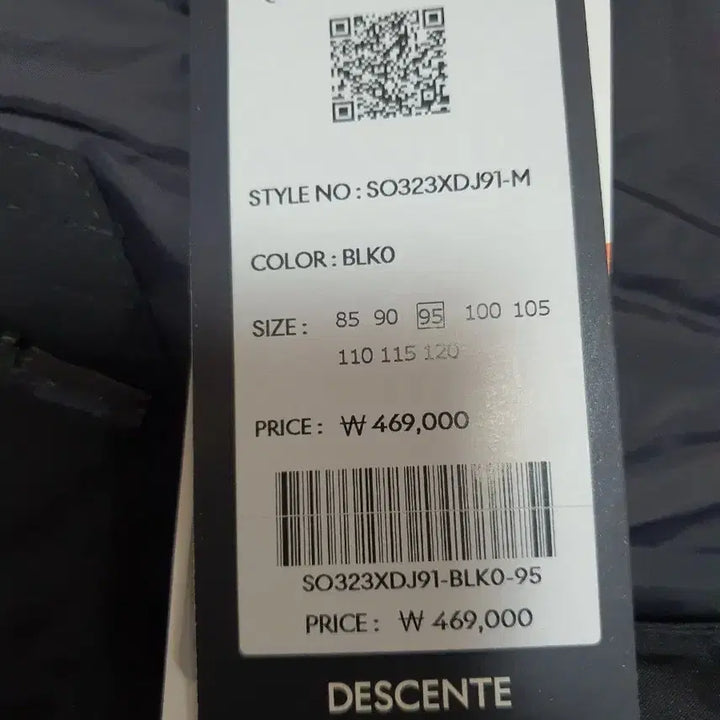 STYLE NO : SO323XDJ91-M
COLOR : BLK0
SIZE : 85 90 95 100 105
110 115 120
PRICE : ₩ 469,000
SO323XDJ91-BLK0-95
PRICE : ₩ 469,000
DESCENTE